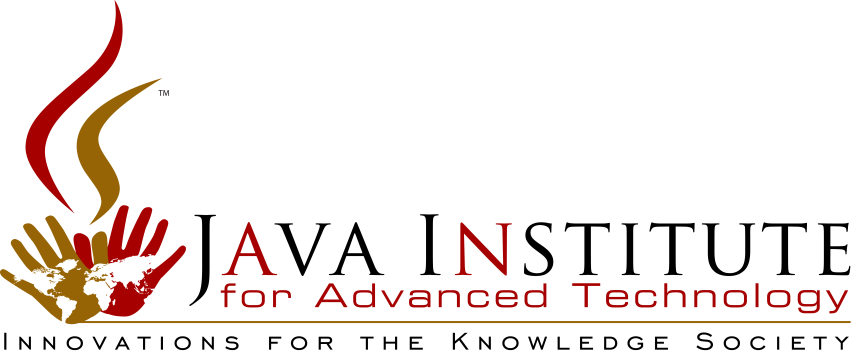 TM
JAVA INSTITUTE
for Advanced Technology
INNOVATIONS FOR THE KNOWLEDGE SOCIETY